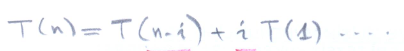 T(n) = T(n-i) + i T(1) ....